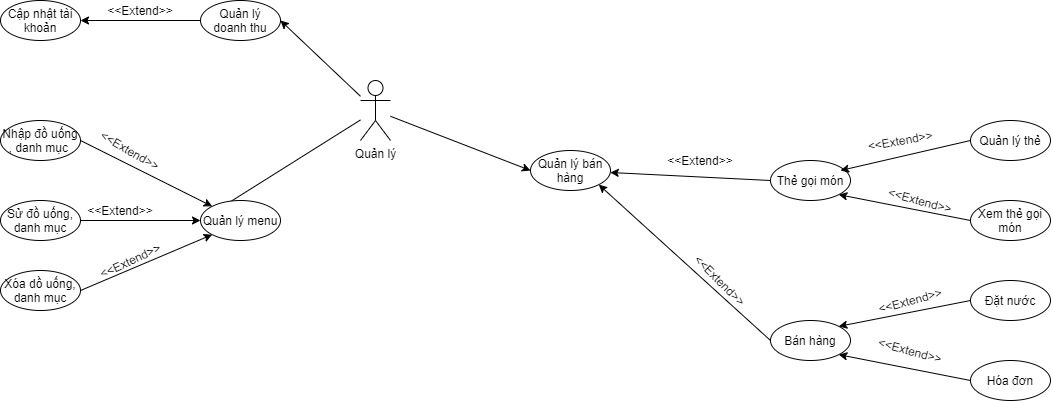 Cập nhật tài
khoản
<<Extend>>
Quản lý
doanh thu
Quản lý
Nhập đồ uống
, danh mục
<<Extend>>
Sử đồ uống,
danh mục
<<Extend>>
Quản lý menu
Xóa dồ uống,
danh mục
<<Extend>>
Quản lý bán
hàng
<<Extend>>
Thẻ gọi món
<<Extend>>
Quản lý thẻ
<<Extend>>
Xem thẻ gọi
món
<<Extend>>
Bán hàng
<<Extend>>
Đặt nước
<<Extend>>
Hóa đơn